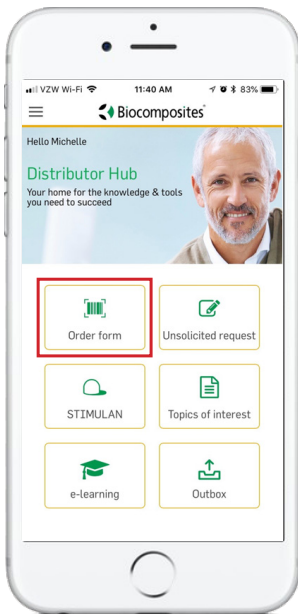 VZW Wi-Fi 11:40 AM 83%
Biocomposites®
Hello Michelle
Distributor Hub
Your home for the knowledge & tools
you need to succeed
Order form Unsolicited request
STIMULAN Topics of interest
e-learning Outbox